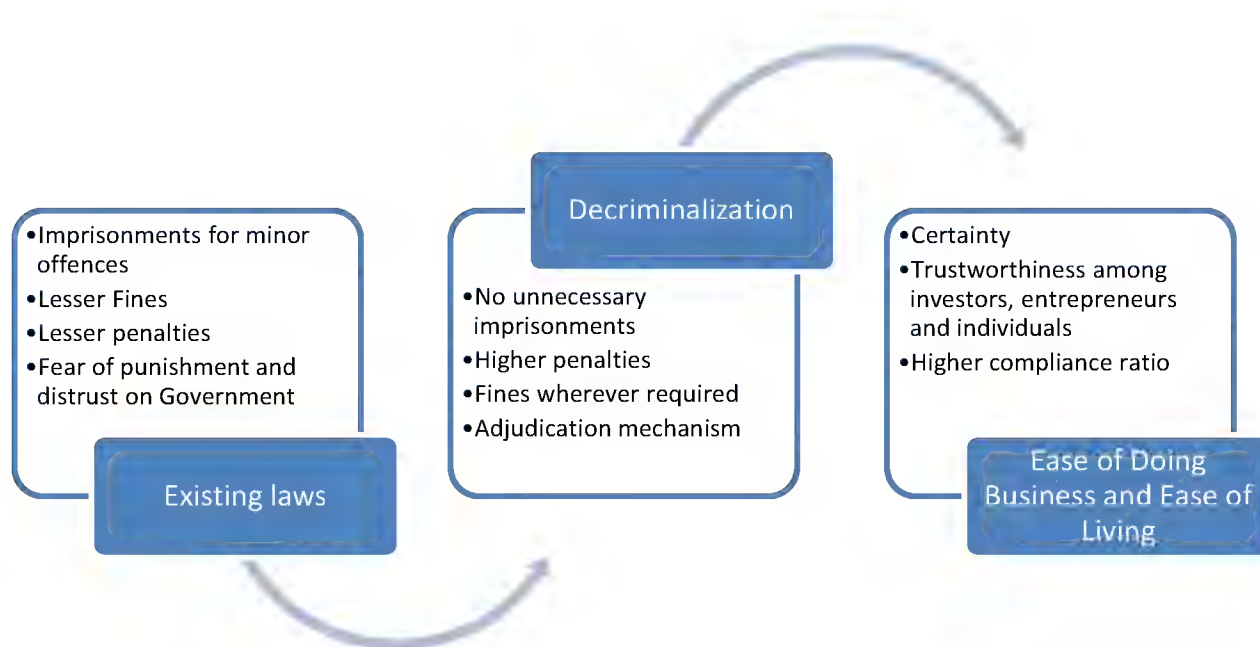 •Imprisonments for minor
offences
•Lesser Fines
•Lesser penalties
•Fear of punishment and
distrust on Government
Existing laws
Decriminalization
•No unnecessary
imprisonments
•Higher penalties
•Fines wherever required
•Adjudication mechanism
•Certainty
•Trustworthiness among
investors, entrepreneurs
and individuals
•Higher compliance ratio
Ease of Doing
Business and Ease of
Living